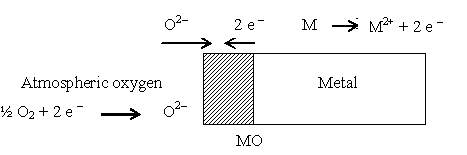 O²⁻ 2 e⁻ M → M²⁺ + 2 e⁻
Atmospheric oxygen Metal
½ O₂ + 2 e⁻ → O²⁻
MO